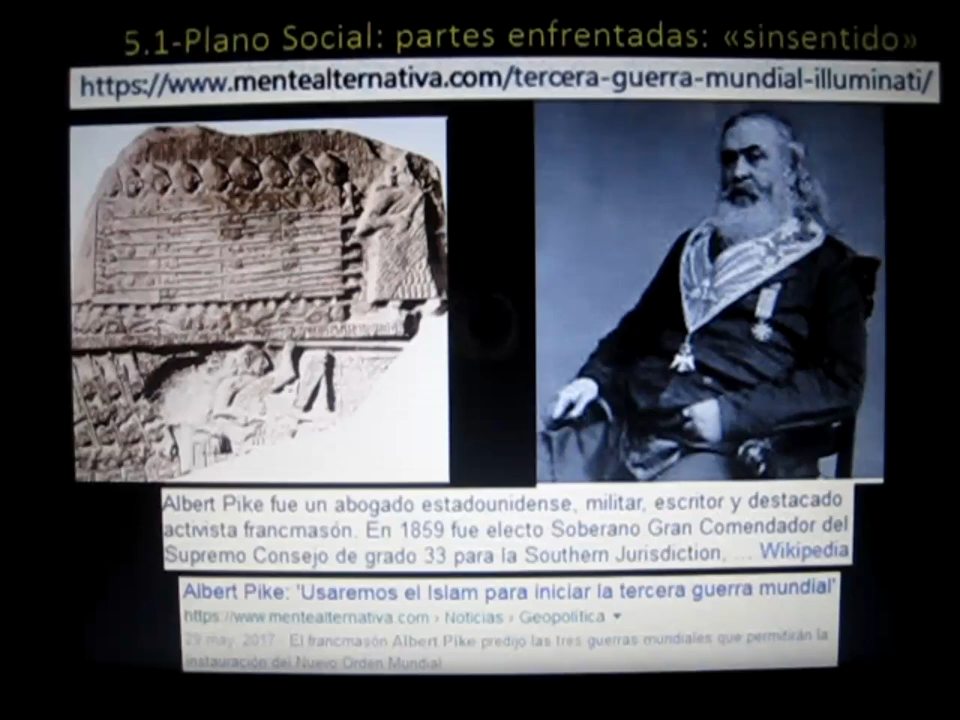 5.1-Plano Social: partes enfrentadas: «sinsentido»
https://www.mentealternativa.com/tercera-guerra-mundial-illuminati/
Albert Pike fue un abogado estadounidense, militar, escritor y destacado
activista francmasón. En 1859 fue electo Soberano Gran Comendador del
Supremo Consejo de grado 33 para la Southern Jurisdiction, ... Wikipedia
Albert Pike: 'Usaremos el Islam para iniciar la tercera guerra mundial'
https://www.mentealternativa.com › Noticias › Geopolítica ▾
29 may. 2017 - El francmasón Albert Pike predijo las tres guerras mundiales que permitirán la
instauración del Nuevo Orden Mundial